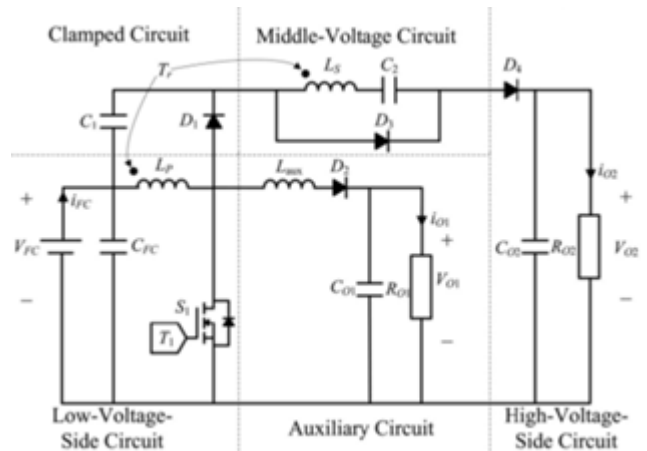 Clamped Circuit
Middle-Voltage Circuit
Tr
LS
C2
D4
C1
D1
D3
LP
Laux
D2
+
iFC
iO1
iO2
+
+
VFC
CFC
CO1
RO1
VO1
CO2
RO2
VO2
−
S1
T1
−
−
Low-Voltage-
Side Circuit
Auxiliary Circuit
High-Voltage-
Side Circuit